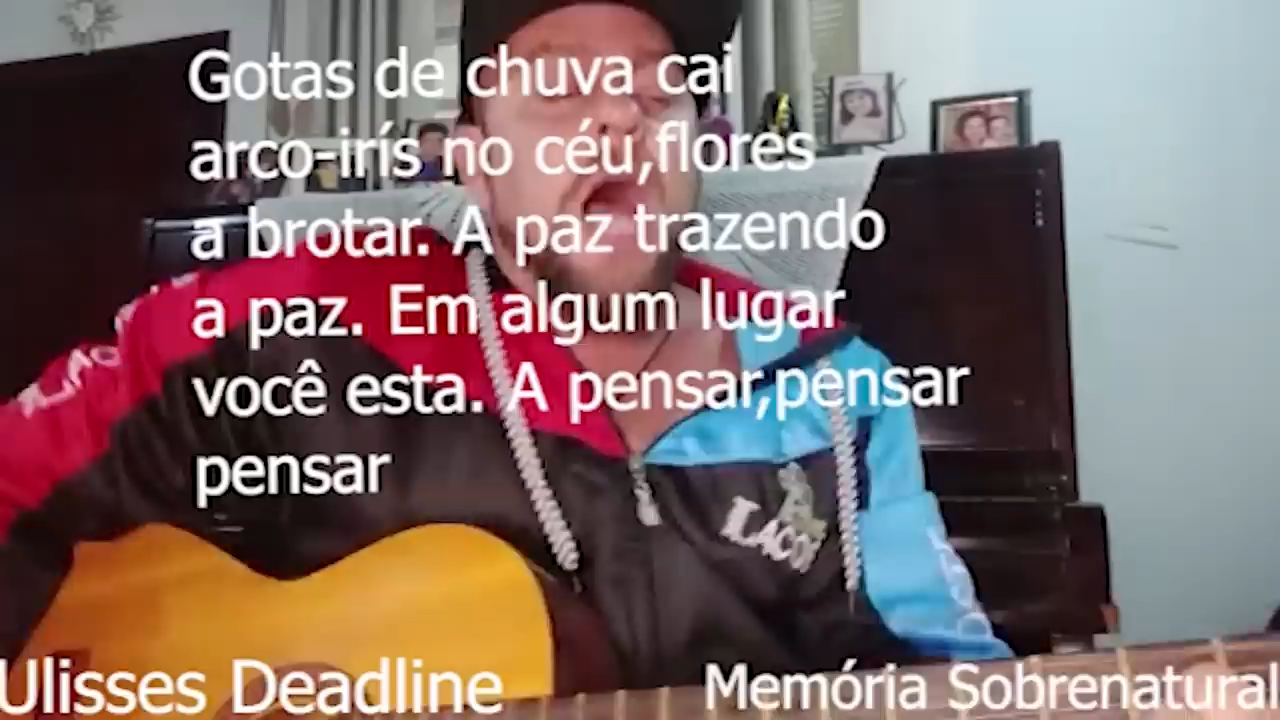 Gotas de chuva cai
arco-irís no céu,flores
a brotar. A paz trazendo
a paz. Em algum lugar
você esta. A pensar,pensar
pensar
Ulisses Deadline
Memória Sobrenatural